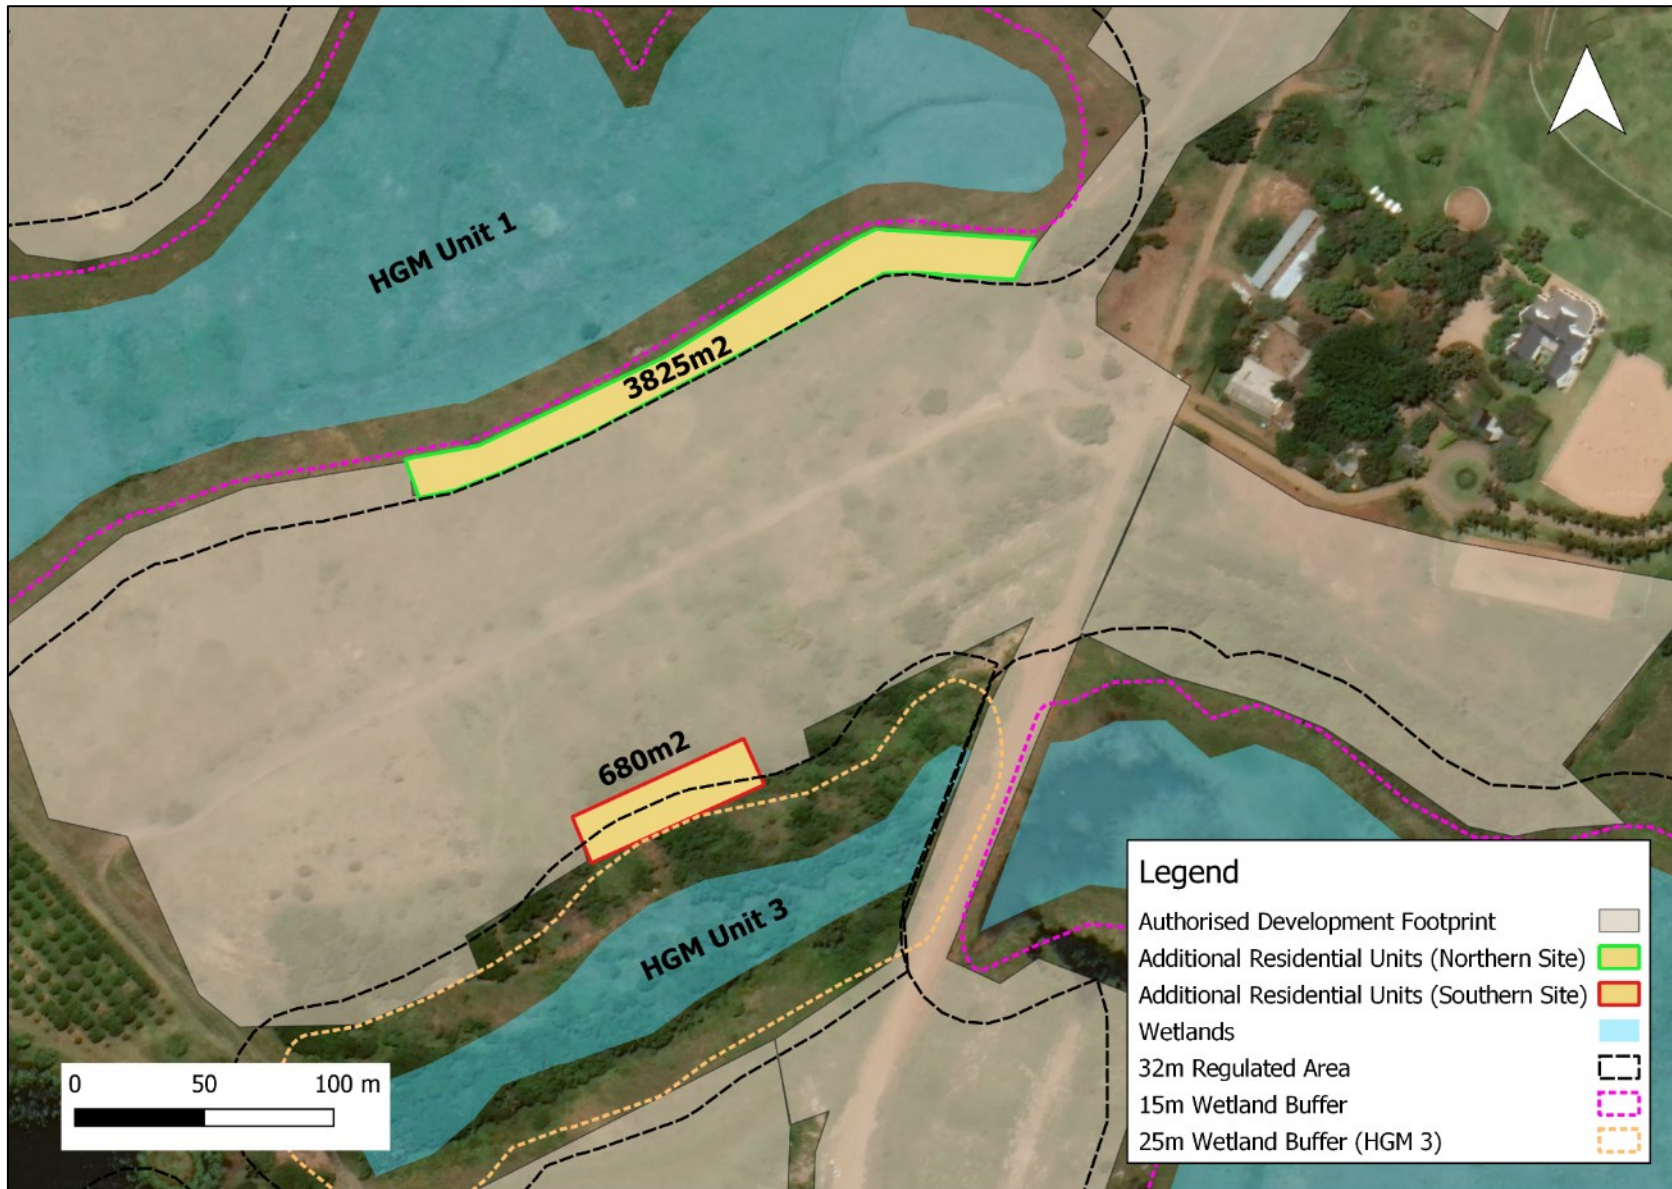 HGM Unit 1
3825m2
680m2
HGM Unit 3
Legend
Authorised Development Footprint
Additional Residential Units (Northern Site)
Additional Residential Units (Southern Site)
Wetlands
32m Regulated Area
15m Wetland Buffer
25m Wetland Buffer (HGM 3)
0 50 100 m